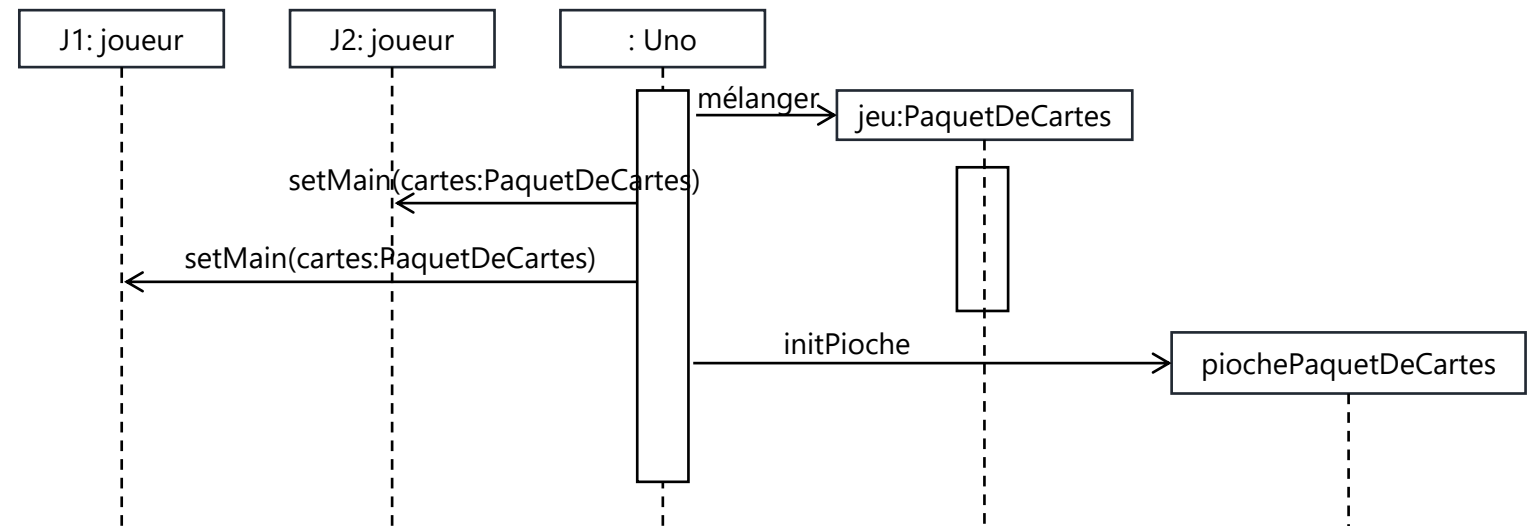 J1: joueur
J2: joueur
: Uno
mélanger
jeu:PaquetDeCartes
setMain(cartes:PaquetDeCartes)
setMain(cartes:PaquetDeCartes)
initPioche
piochePaquetDeCartes